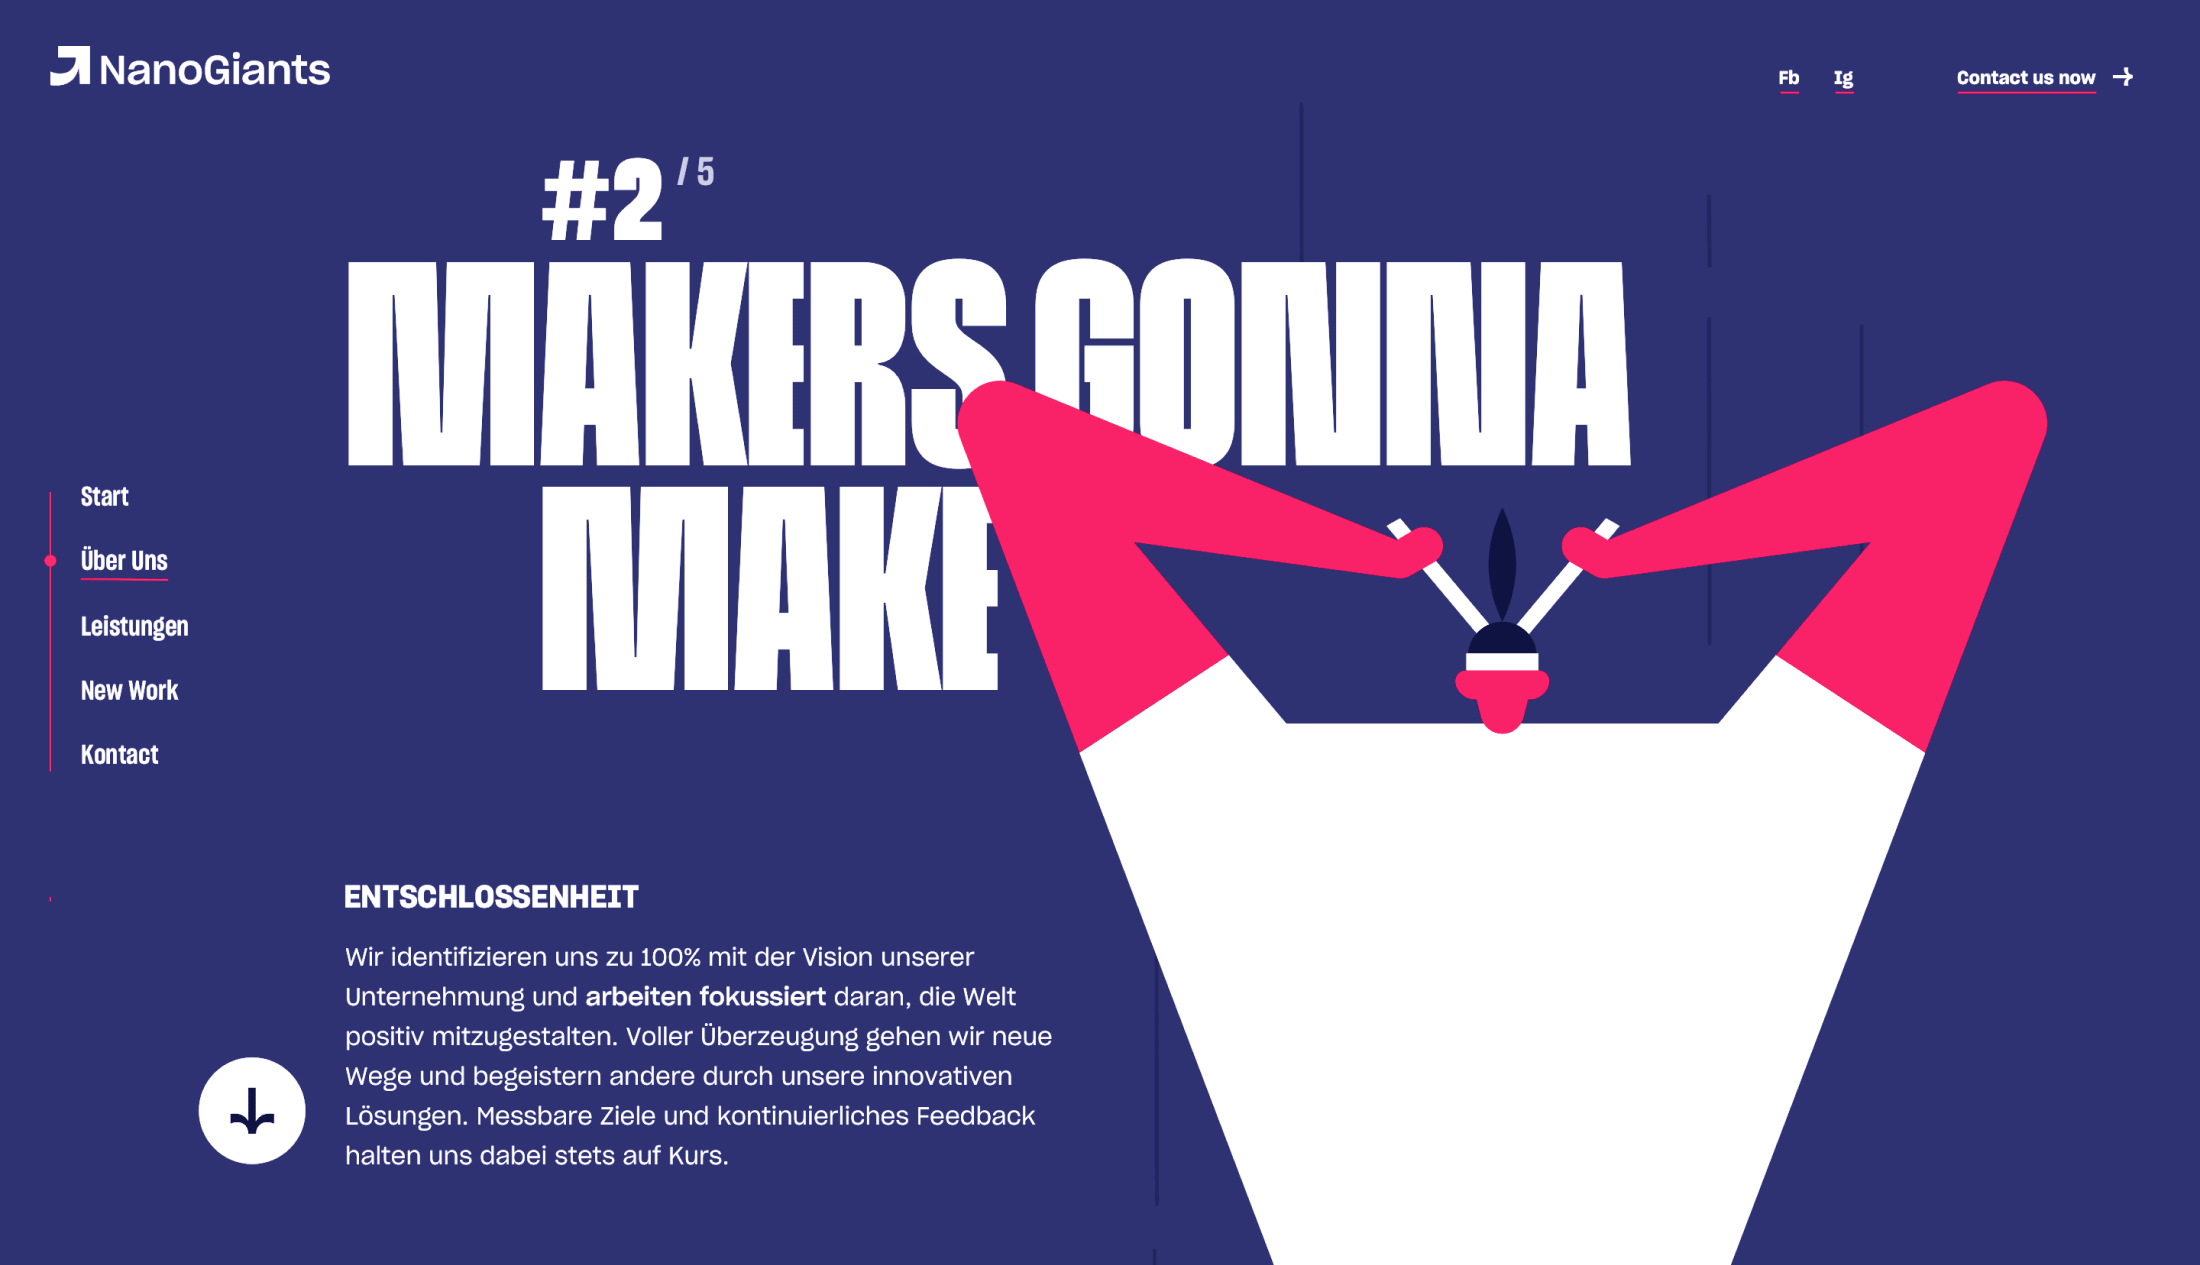 NanoGiants
Fb
Ig
Contact us now
#2 / 5
MAKERS GONNA
MAKE
Start
Über Uns
Leistungen
New Work
Kontact
ENTSCHLOSSENHEIT
Wir identifizieren uns zu 100% mit der Vision unserer
Unternehmung und arbeiten fokussiert daran, die Welt
positiv mitzugestalten. Voller Überzeugung gehen wir neue
Wege und begeistern andere durch unsere innovativen
Lösungen. Messbare Ziele und kontinuierliches Feedback
halten uns dabei stets auf Kurs.